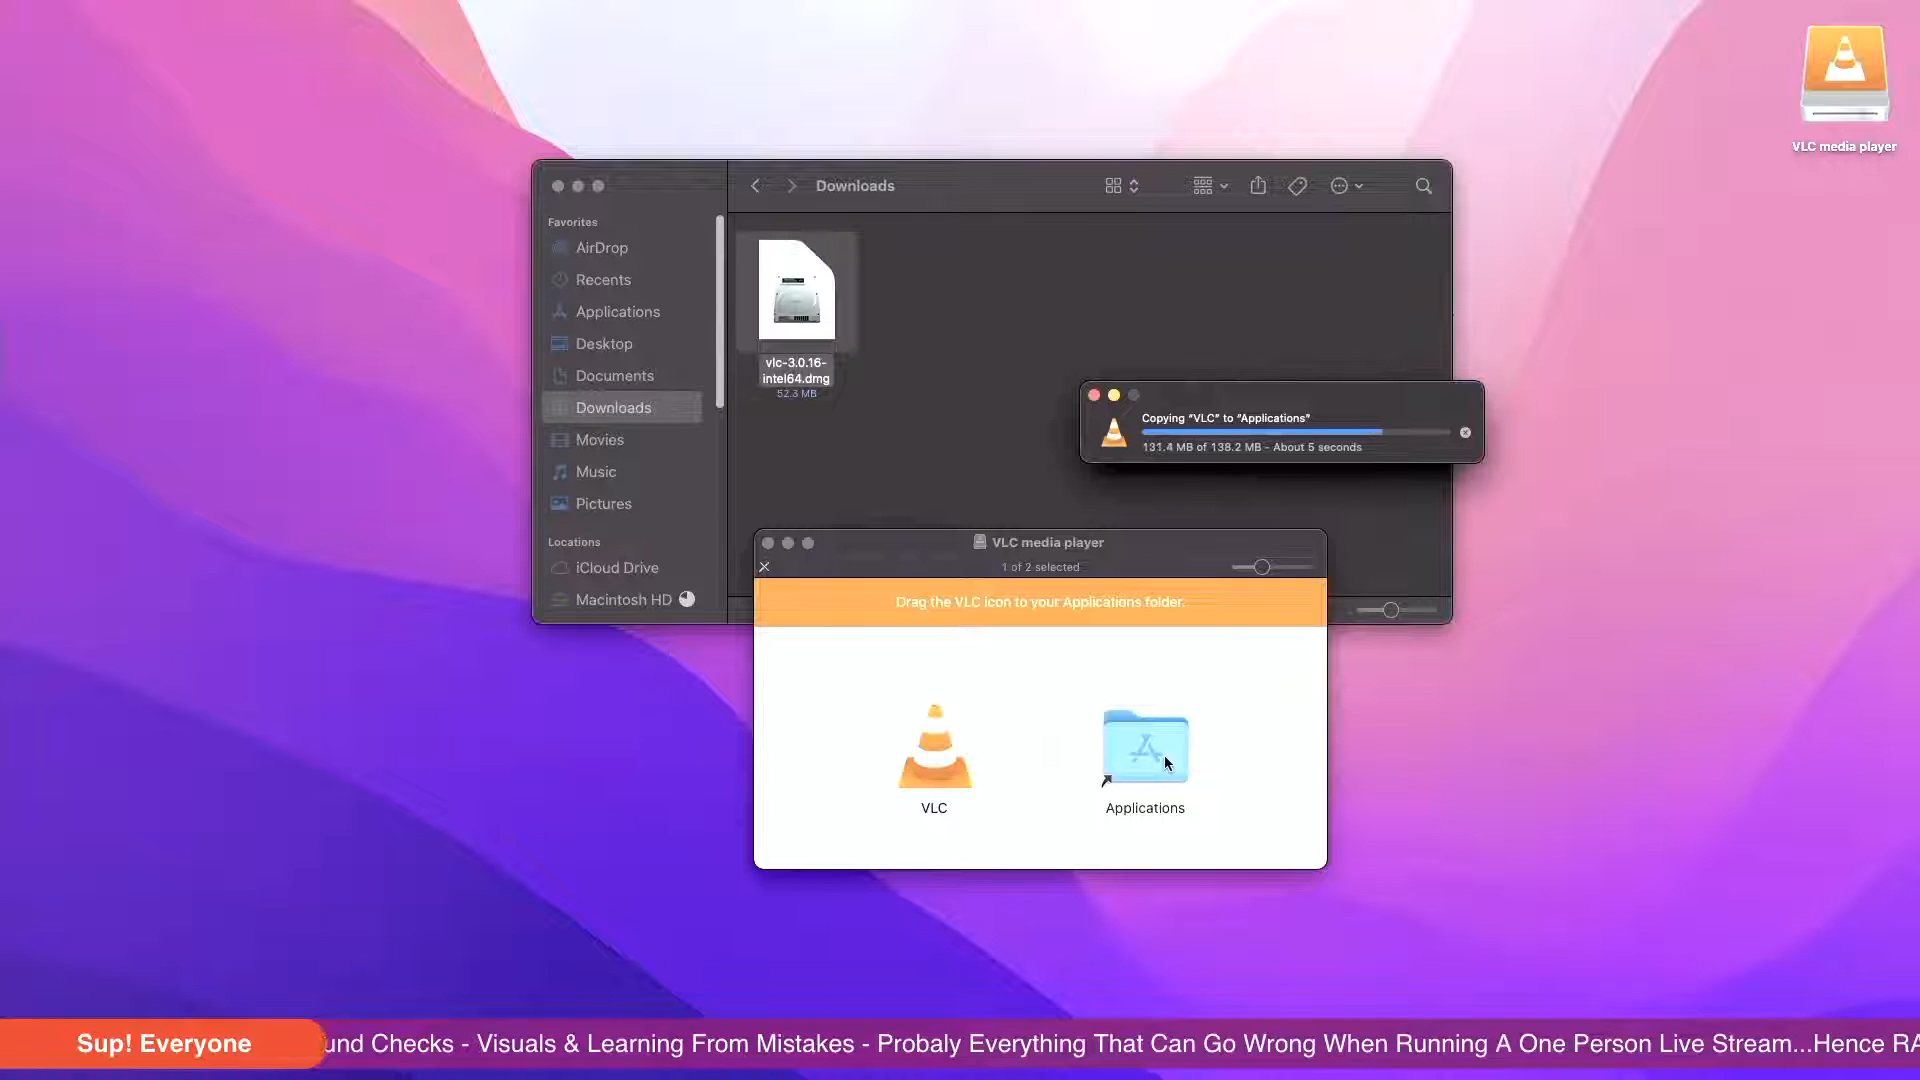 VLC media player
Downloads
Favorites
AirDrop
Recents
Applications
Desktop
Documents
Downloads
Movies
Music
Pictures
Locations
iCloud Drive
Macintosh HD
vlc-3.0.16-
intel64.dmg
52.3 MB
Copying “VLC” to “Applications”
131.4 MB of 138.2 MB - About 5 seconds
VLC media player
1 of 2 selected
Drag the VLC icon to your Applications folder.
VLC
Applications
Sup! Everyone
und Checks - Visuals & Learning From Mistakes - Probaly Everything That Can Go Wrong When Running A One Person Live Stream...Hence RA